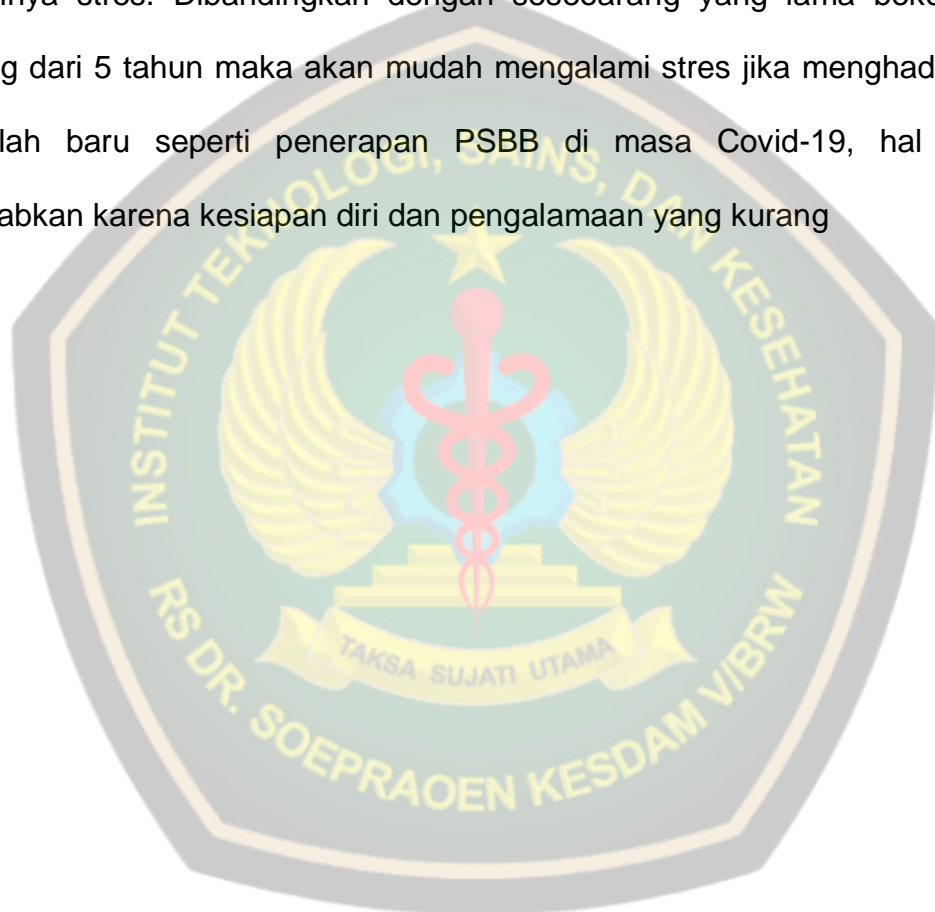 nya stres. Dibandingkan dengan seseoarang yang lama beke
g dari 5 tahun maka akan mudah mengalami stres jika menghad
lah baru seperti penerapan PSBB di masa Covid-19, hal
abkan karena kesiapan diri dan pengalamaan yang kurang
INSTITUT TEKNOLOGI, SAINS, DAN KESEHATAN
TAKSA SUJATI UTAMA
RS DR. SOEPRAOEN KESDAM V/BRW